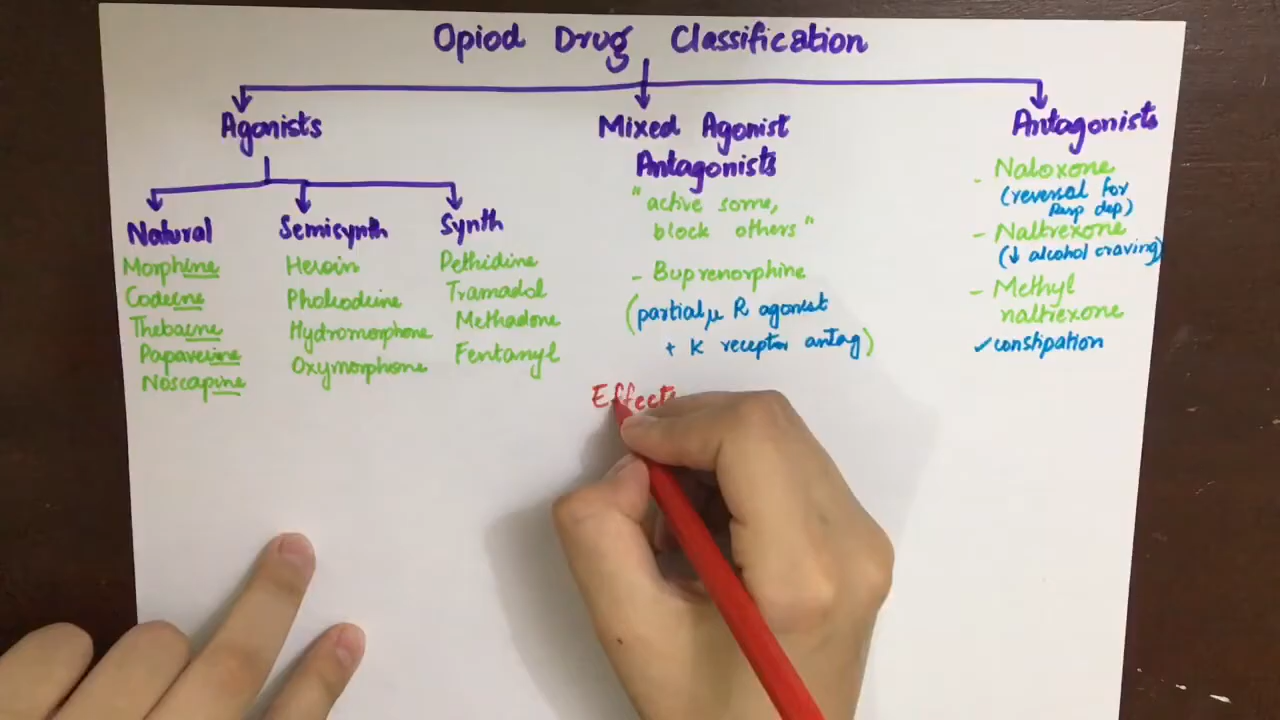 Opiod Drug Classification
Agonists
Natural
Morphine
Codeine
Thebaine
Papaverine
Noscapine
Semisynth
Heroin
Pholcodeine
Hydromorphone
Oxymorphone
Synth
Pethidine
Tramadol
Methadone
Fentanyl
Mixed Agonist
Antagonists
"active some,
block others"
- Buprenorphine
(partial μ R agonist
+ K receptor antag)
Antagonists
- Naloxone
(reversal for
Resp dep)
- Naltrexone
(↓ alcohol craving)
- Methyl
naltrexone
✓ constipation
Effects